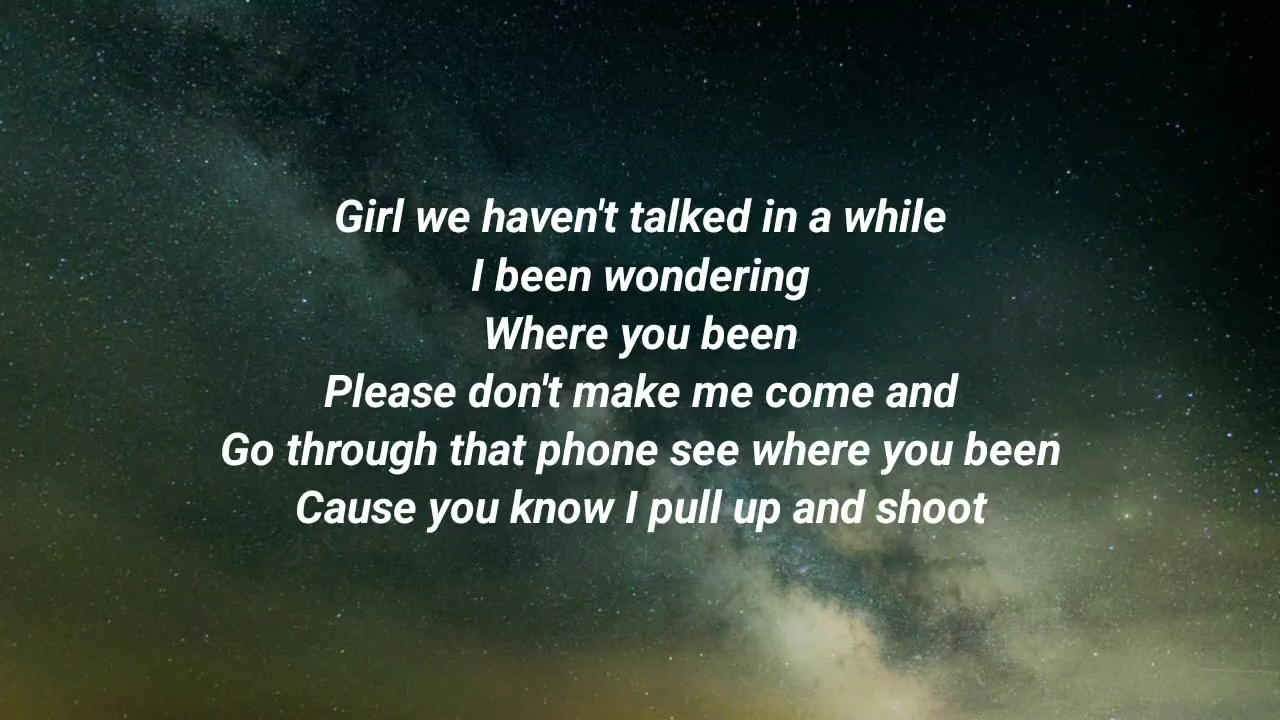 Girl we haven't talked in a while
I been wondering
Where you been
Please don't make me come and
Go through that phone see where you been
Cause you know I pull up and shoot